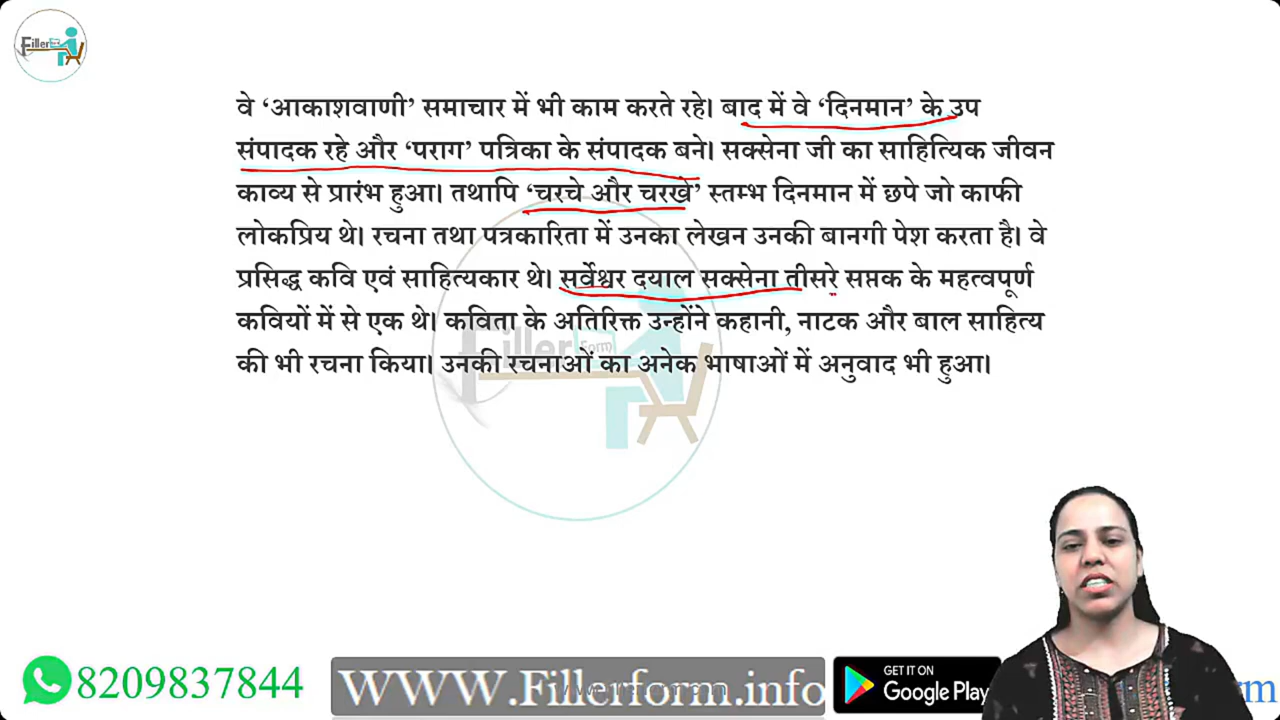 Fillerform
वे ‘आकाशवाणी’ समाचार में भी काम करते रहे। बाद में वे ‘दिनमान’ के उप
संपादक रहे और ‘पराग’ पत्रिका के संपादक बने। सक्सेना जी का साहित्यिक जीवन
काव्य से प्रारंभ हुआ। तथापि ‘चरचे और चरखे’ स्तम्भ दिनमान में छपे जो काफी
लोकप्रिय थे। रचना तथा पत्रकारिता में उनका लेखन उनकी बानगी पेश करता है। वे
प्रसिद्ध कवि एवं साहित्यकार थे। सर्वेश्वर दयाल सक्सेना तीसरे सप्तक के महत्वपूर्ण
कवियों में से एक थे। कविता के अतिरिक्त उन्होंने कहानी, नाटक और बाल साहित्य
की भी रचना किया। उनकी रचनाओं का अनेक भाषाओं में अनुवाद भी हुआ।
Fillerform
8209837844
WWW.Fillerform.info
GET IT ON
Google Play